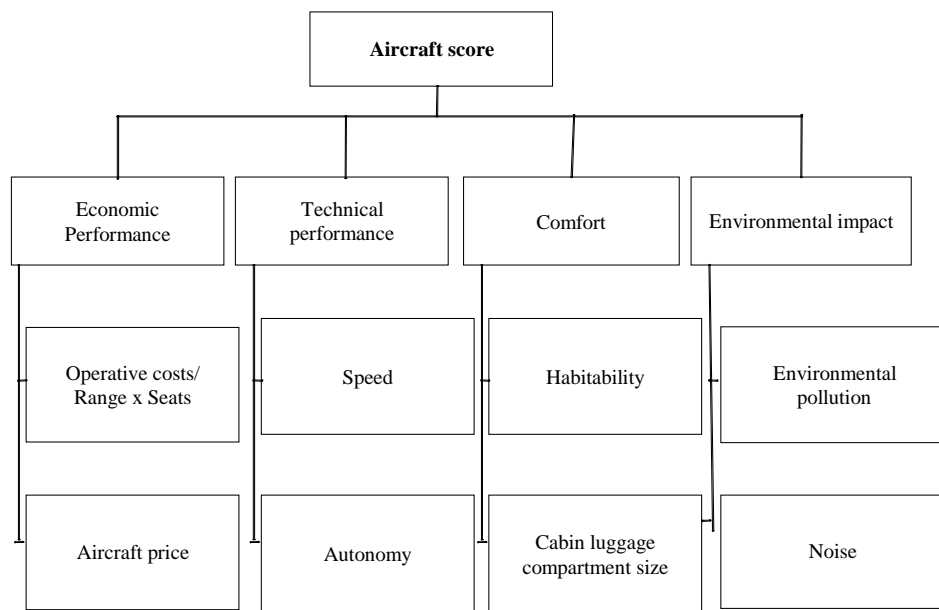 Aircraft score
Economic
Performance
Technical
performance
Comfort
Environmental impact
Operative costs/
Range x Seats
Speed
Habitability
Environmental
pollution
Aircraft price
Autonomy
Cabin luggage
compartment size
Noise